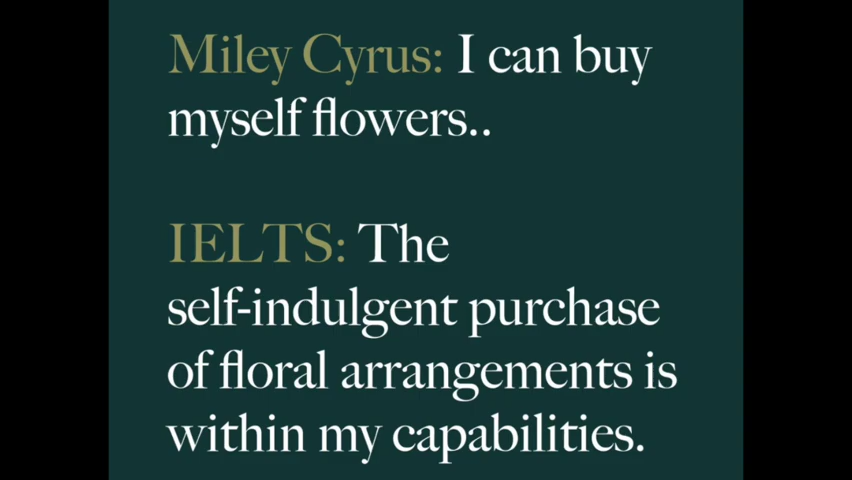 Miley Cyrus: I can buy
myself flowers..
IELTS: The
self-indulgent purchase
of floral arrangements is
within my capabilities.